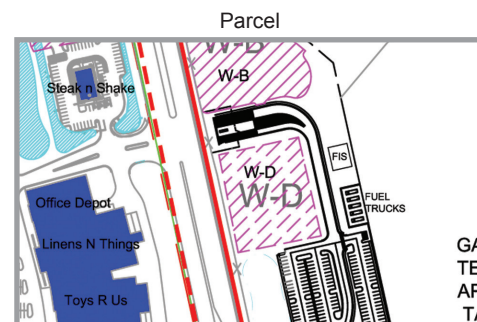 Parcel
W-D
W-B
Steak n Shake
FIS
W-D
W-D
FUEL
TRUCKS
Office Depot
Linens N Things
Toys R Us
GA
TE
AP
TA